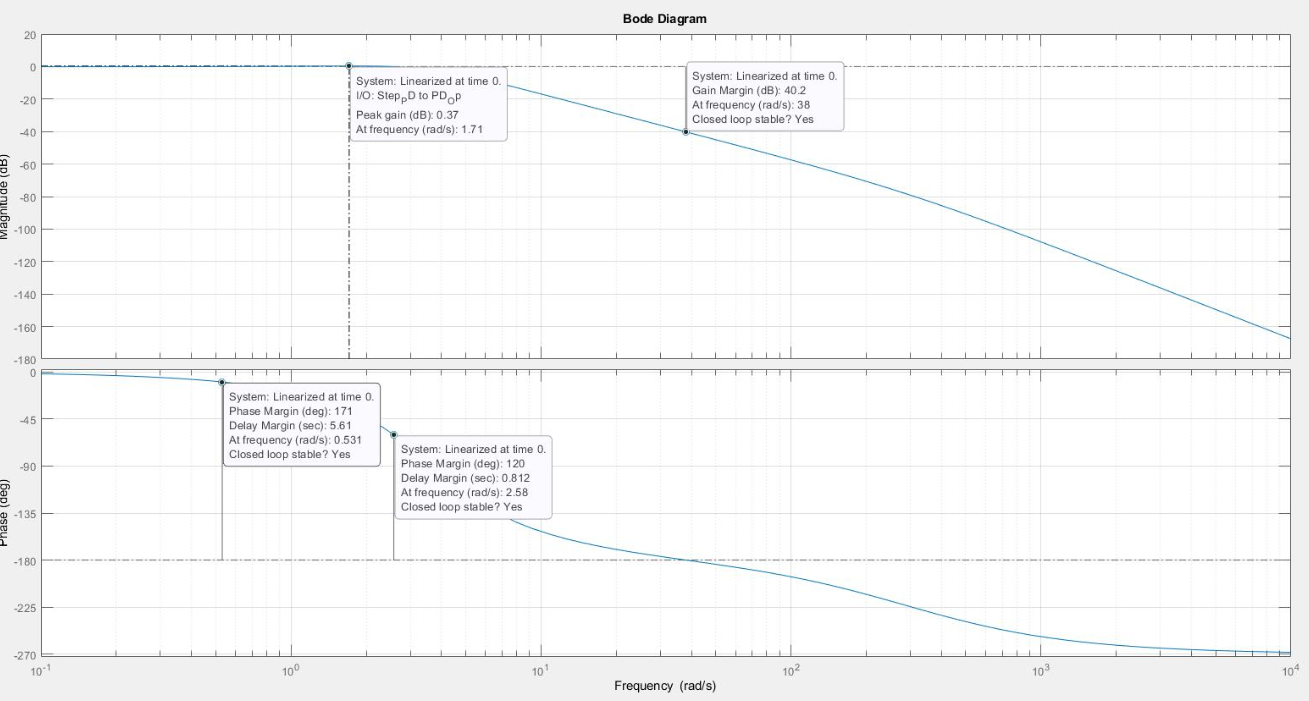 Bode Diagram
Magnitude (dB)
20
0
-20
-40
-60
-80
-100
-120
-140
-160
-180
System: Linearized at time 0.
I/O: Step_PD to PD_Op
Peak gain (dB): 0.37
At frequency (rad/s): 1.71
System: Linearized at time 0.
Gain Margin (dB): 40.2
At frequency (rad/s): 38
Closed loop stable? Yes
Phase (deg)
0
-45
-90
-135
-180
-225
-270
System: Linearized at time 0.
Phase Margin (deg): 171
Delay Margin (sec): 5.61
At frequency (rad/s): 0.531
Closed loop stable? Yes
System: Linearized at time 0.
Phase Margin (deg): 120
Delay Margin (sec): 0.812
At frequency (rad/s): 2.58
Closed loop stable? Yes
10^-1 10^0 10^1 10^2 10^3 10^4
Frequency (rad/s)